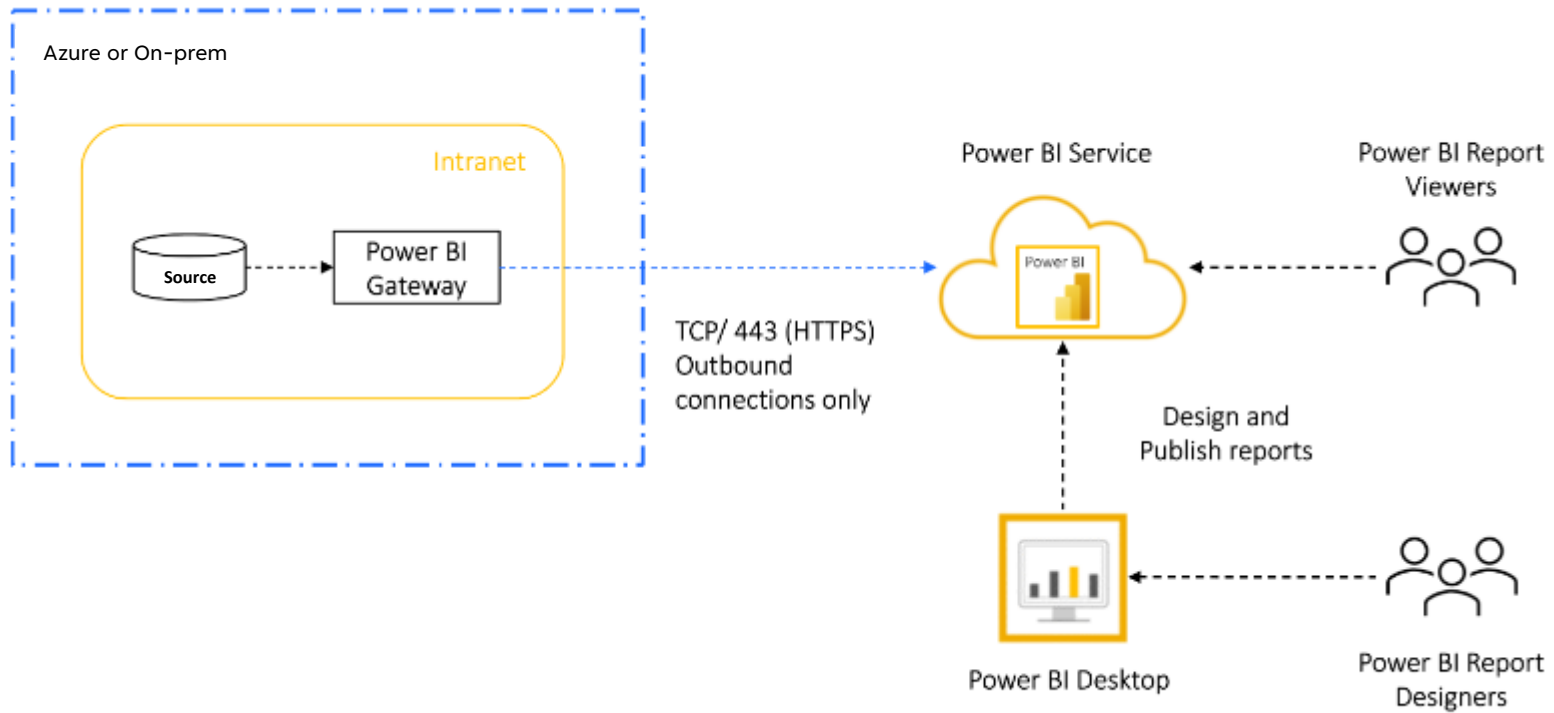 Azure or On-prem
Intranet
Source
Power BI
Gateway
TCP/ 443 (HTTPS)
Outbound
connections only
Power BI Service
Power BI
Power BI Report
Viewers
Design and
Publish reports
Power BI Desktop
Power BI Report
Designers